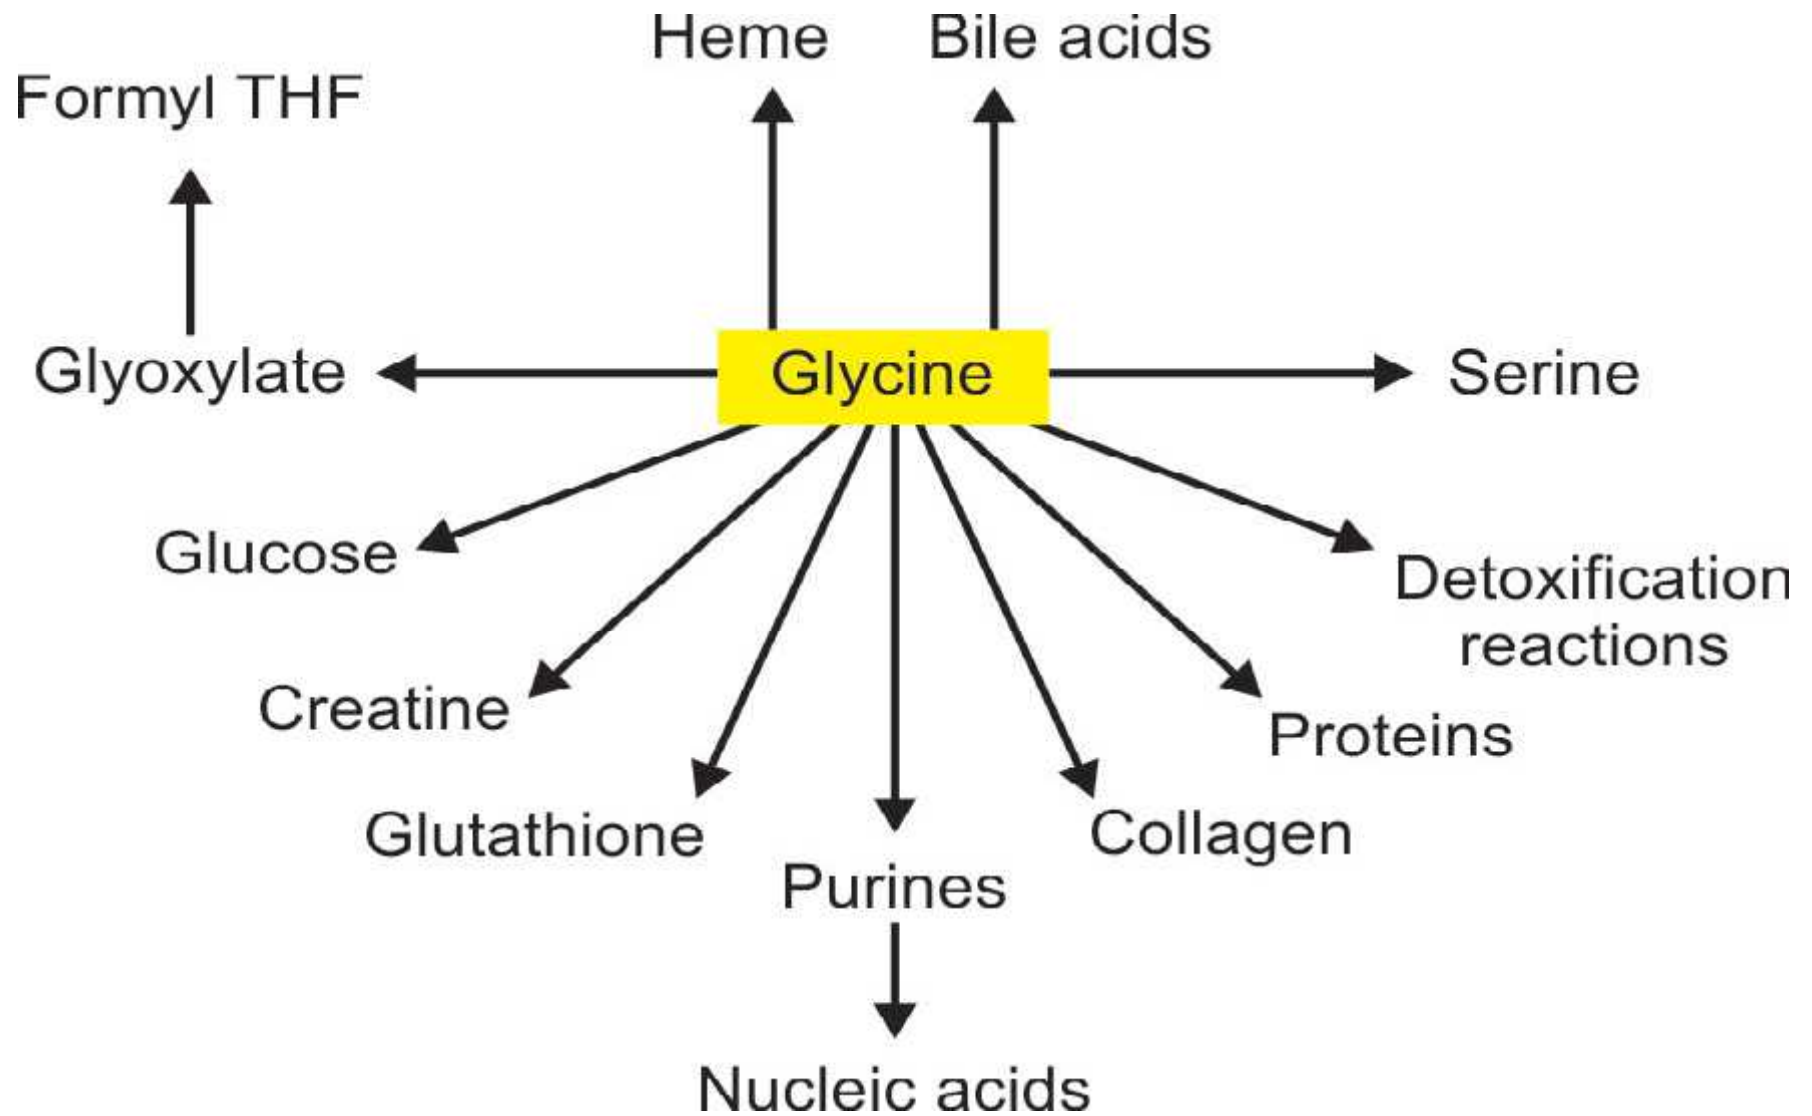 Heme
Bile acids
Formyl THF
Glyoxylate
Glycine
Serine
Glucose
Detoxification
reactions
Creatine
Proteins
Glutathione
Collagen
Purines
Nucleic acids